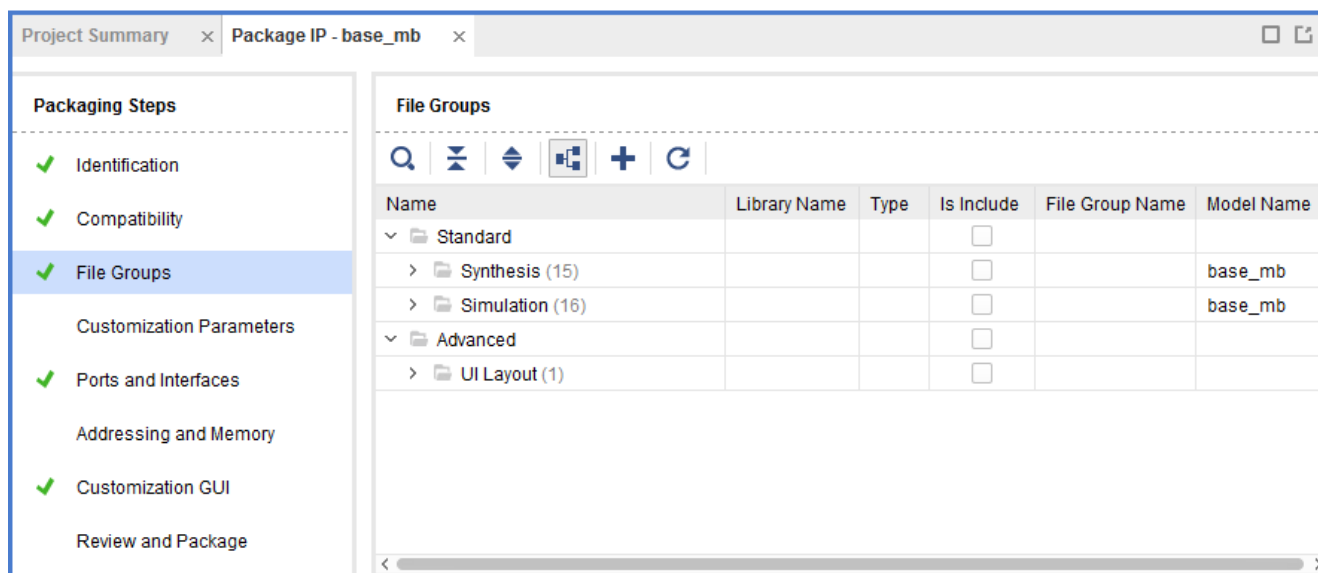 Project Summary × Package IP - base_mb ×
Packaging Steps
Identification
Compatibility
File Groups
Customization Parameters
Ports and Interfaces
Addressing and Memory
Customization GUI
Review and Package
File Groups
Name Library Name Type Is Include File Group Name Model Name
Standard
Synthesis (15) base_mb
Simulation (16) base_mb
Advanced
UI Layout (1)